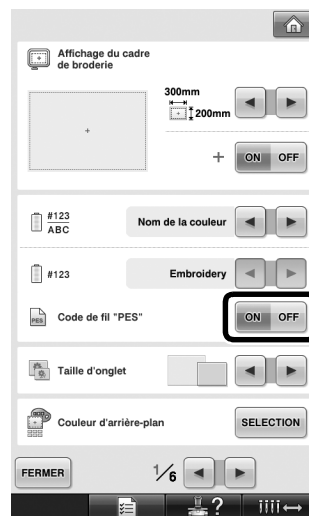 Affichage du cadre
de broderie
300mm
200mm
+ ON OFF
#123
ABC
Nom de la couleur
#123
Embroidery
PES
Code de fil "PES"
ON OFF
Taille d'onglet
Couleur d'arrière-plan
SELECTION
FERMER
1/6
?